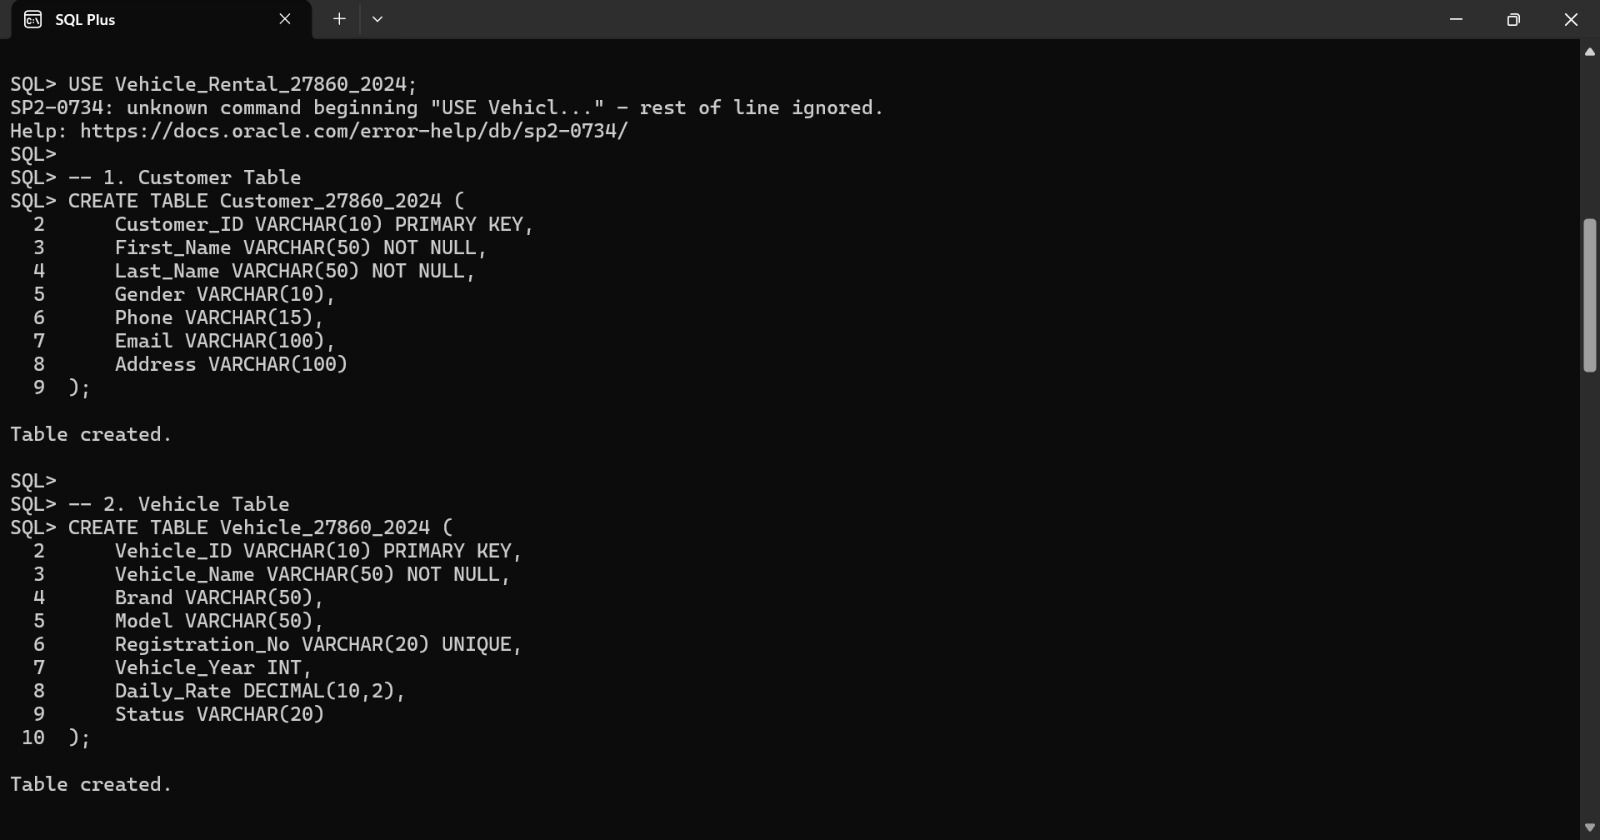 SQL Plus
SQL> USE Vehicle_Rental_27860_2024;
SP2-0734: unknown command beginning "USE Vehicl..." - rest of line ignored.
Help: https://docs.oracle.com/error-help/db/sp2-0734/
SQL>
SQL> -- 1. Customer Table
SQL> CREATE TABLE Customer_27860_2024 (
  2      Customer_ID VARCHAR(10) PRIMARY KEY,
  3      First_Name VARCHAR(50) NOT NULL,
  4      Last_Name VARCHAR(50) NOT NULL,
  5      Gender VARCHAR(10),
  6      Phone VARCHAR(15),
  7      Email VARCHAR(100),
  8      Address VARCHAR(100)
  9  );
Table created.
SQL>
SQL> -- 2. Vehicle Table
SQL> CREATE TABLE Vehicle_27860_2024 (
  2      Vehicle_ID VARCHAR(10) PRIMARY KEY,
  3      Vehicle_Name VARCHAR(50) NOT NULL,
  4      Brand VARCHAR(50),
  5      Model VARCHAR(50),
  6      Registration_No VARCHAR(20) UNIQUE,
  7      Vehicle_Year INT,
  8      Daily_Rate DECIMAL(10,2),
  9      Status VARCHAR(20)
 10  );
Table created.